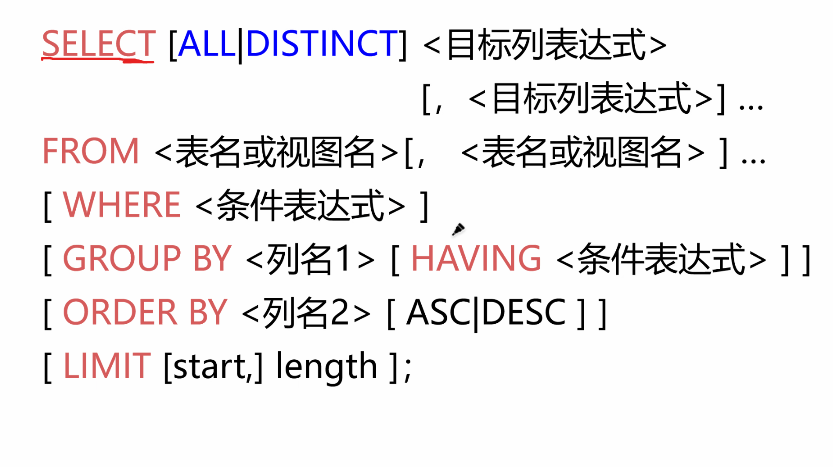 SELECT [ALL|DISTINCT] <目标列表达式>
[，<目标列表达式>] …
FROM <表名或视图名>[， <表名或视图名> ] …
[ WHERE <条件表达式> ]
[ GROUP BY <列名1> [ HAVING <条件表达式> ] ]
[ ORDER BY <列名2> [ ASC|DESC ] ]
[ LIMIT [start,] length ];